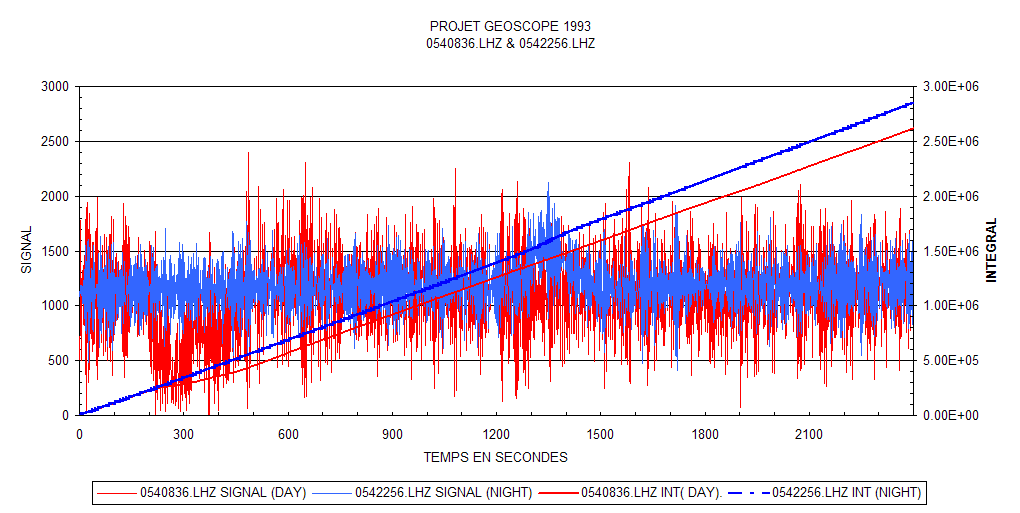 PROJET GEOSCOPE 1993
0540836.LHZ & 0542256.LHZ
3000 3.00E+06
2500 2.50E+06
2000 2.00E+06
1500 1.50E+06
1000 1.00E+06
500 5.00E+05
0 0.00E+00
SIGNAL
INTEGRAL
0 300 600 900 1200 1500 1800 2100
TEMPS EN SECONDES
0540836.LHZ SIGNAL (DAY) 0542256.LHZ SIGNAL (NIGHT) 0540836.LHZ INT( DAY). 0542256.LHZ INT (NIGHT)